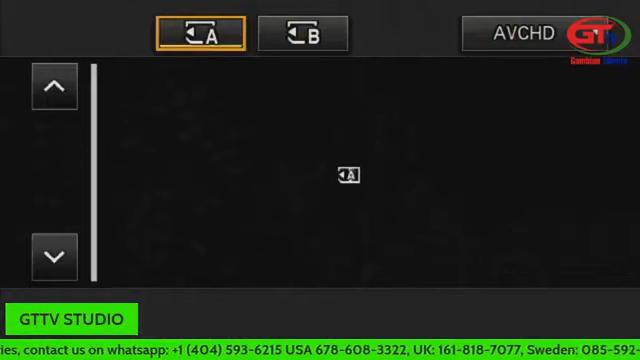 A
B
AVCHD
GT
Gambian Talents
A
GTTV STUDIO
ies, contact us on whatsapp: +1 (404) 593-6215 USA 678-608-3322, UK: 161-818-7077, Sweden: 085-592-